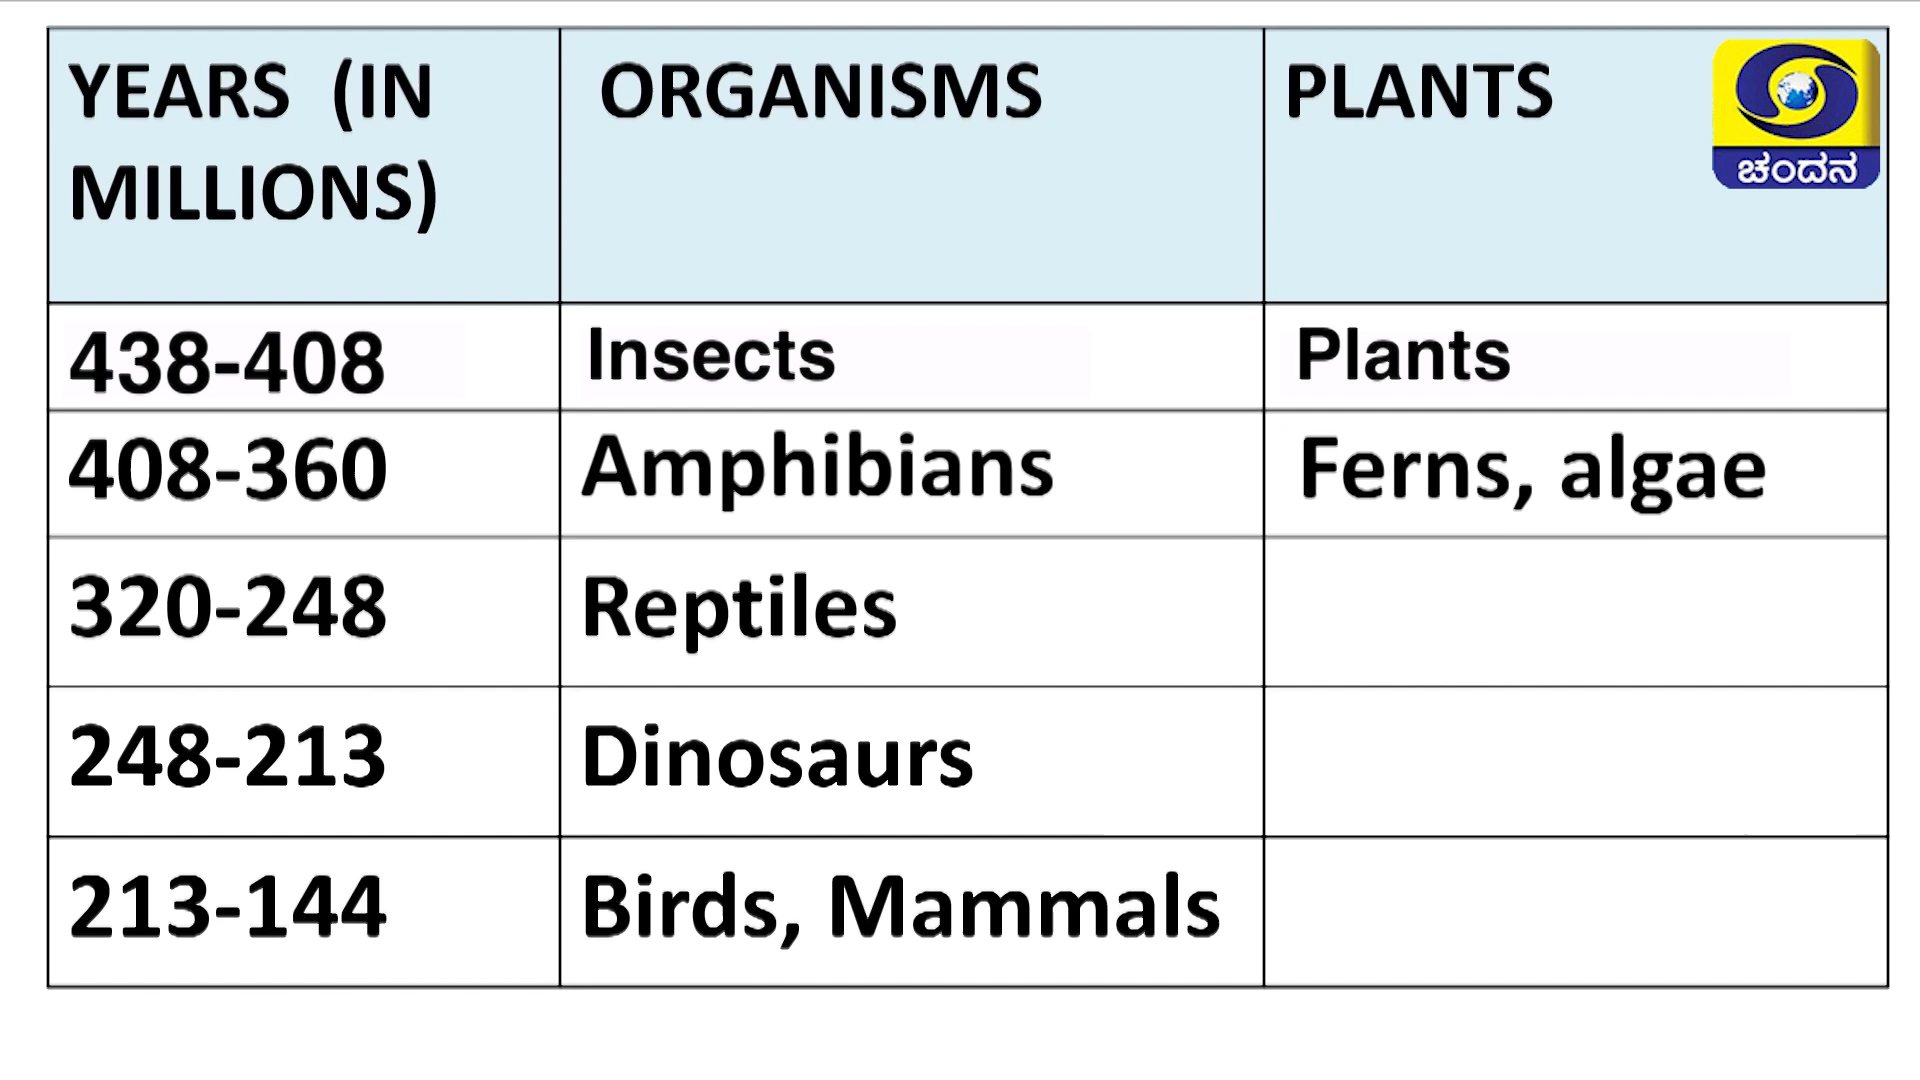 YEARS (IN
MILLIONS)
ORGANISMS
PLANTS
ಚಂದನ
438-408
Insects
Plants
408-360
Amphibians
Ferns, algae
320-248
Reptiles
248-213
Dinosaurs
213-144
Birds, Mammals